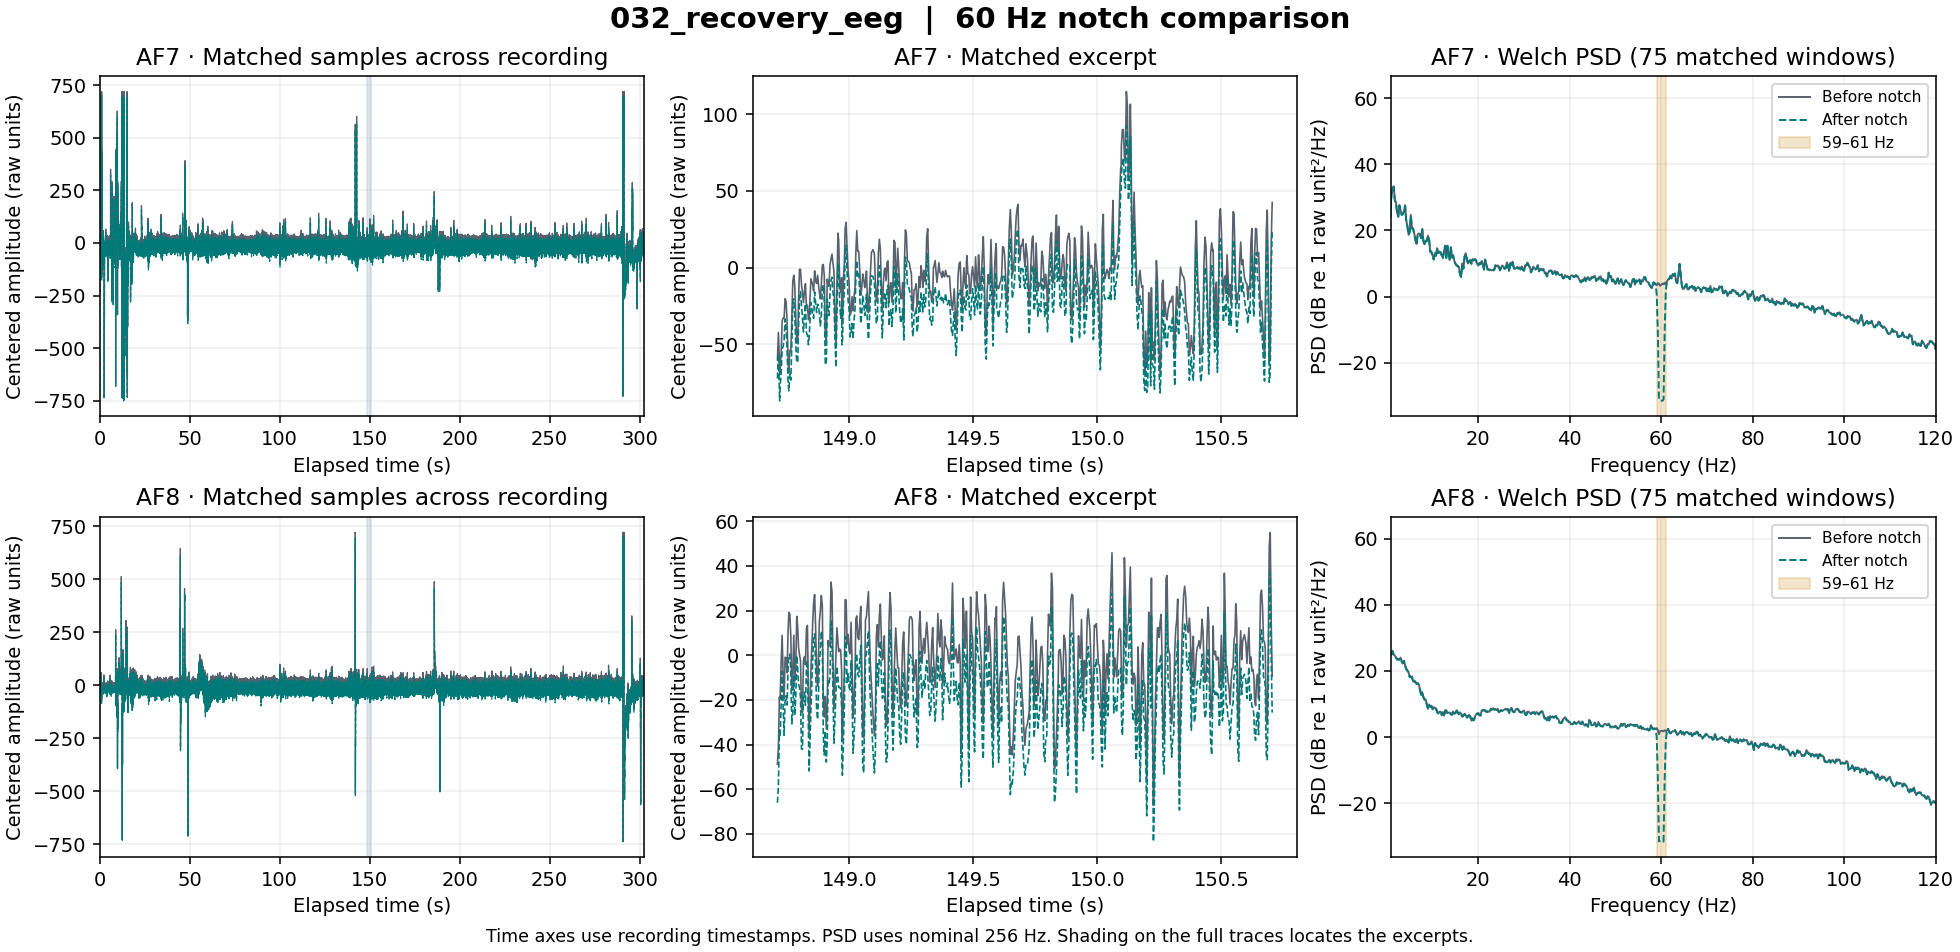 032_recovery_eeg  |  60 Hz notch comparison
AF7 · Matched samples across recording
Centered amplitude (raw units)
750
500
250
0
−250
−500
−750
0
50
100
150
200
250
300
Elapsed time (s)
AF7 · Matched excerpt
Centered amplitude (raw units)
100
50
0
−50
149.0
149.5
150.0
150.5
Elapsed time (s)
AF7 · Welch PSD (75 matched windows)
PSD (dB re 1 raw unit²/Hz)
60
40
20
0
−20
Before notch
After notch
59–61 Hz
20
40
60
80
100
120
Frequency (Hz)
AF8 · Matched samples across recording
Centered amplitude (raw units)
750
500
250
0
−250
−500
−750
0
50
100
150
200
250
300
Elapsed time (s)
AF8 · Matched excerpt
Centered amplitude (raw units)
60
40
20
0
−20
−40
−60
−80
149.0
149.5
150.0
150.5
Elapsed time (s)
AF8 · Welch PSD (75 matched windows)
PSD (dB re 1 raw unit²/Hz)
60
40
20
0
−20
Before notch
After notch
59–61 Hz
20
40
60
80
100
120
Frequency (Hz)
Time axes use recording timestamps. PSD uses nominal 256 Hz. Shading on the full traces locates the excerpts.